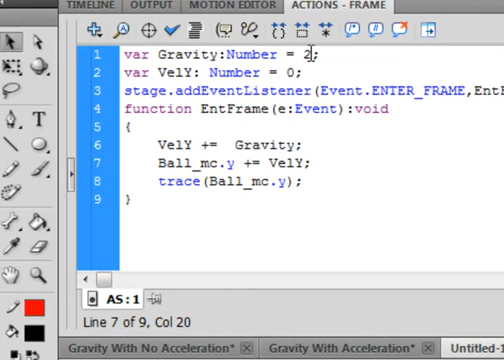 TIMELINE OUTPUT MOTION EDITOR ACTIONS - FRAME
1 var Gravity:Number = 2;
2 var VelY: Number = 0;
3 stage.addEventListener(Event.ENTER_FRAME,EntF
4 function EntFrame (e:Event):void
5 {
6 VelY += Gravity;
7 Ball_mc.y += VelY;
8 trace(Ball_mc.y);
9 }
T
AS:1
Line 7 of 9, Col 20
Gravity With No Acceleration* Gravity With Acceleration* Untitled-1